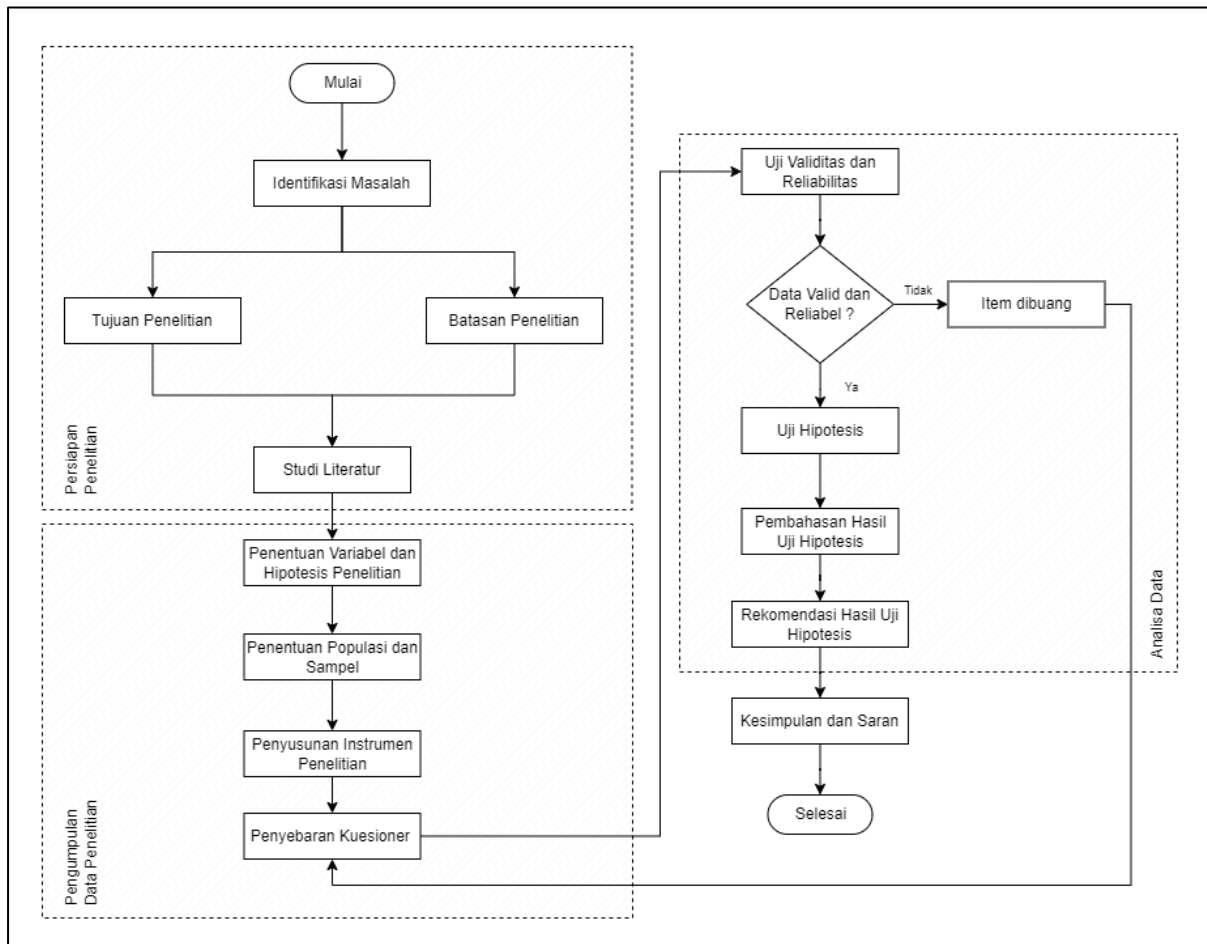 Mulai
Identifikasi Masalah
Tujuan Penelitian
Batasan Penelitian
Studi Literatur
Persiapan
Penelitian
Penentuan Variabel dan
Hipotesis Penelitian
Penentuan Populasi dan
Sampel
Penyusunan Instrumen
Penelitian
Penyebaran Kuesioner
Pengumpulan
Data Penelitian
Uji Validitas dan
Reliabilitas
Data Valid dan
Reliabel ?
Tidak
Item dibuang
Ya
Uji Hipotesis
Pembahasan Hasil
Uji Hipotesis
Rekomendasi Hasil Uji
Hipotesis
Analisa Data
Kesimpulan dan Saran
Selesai